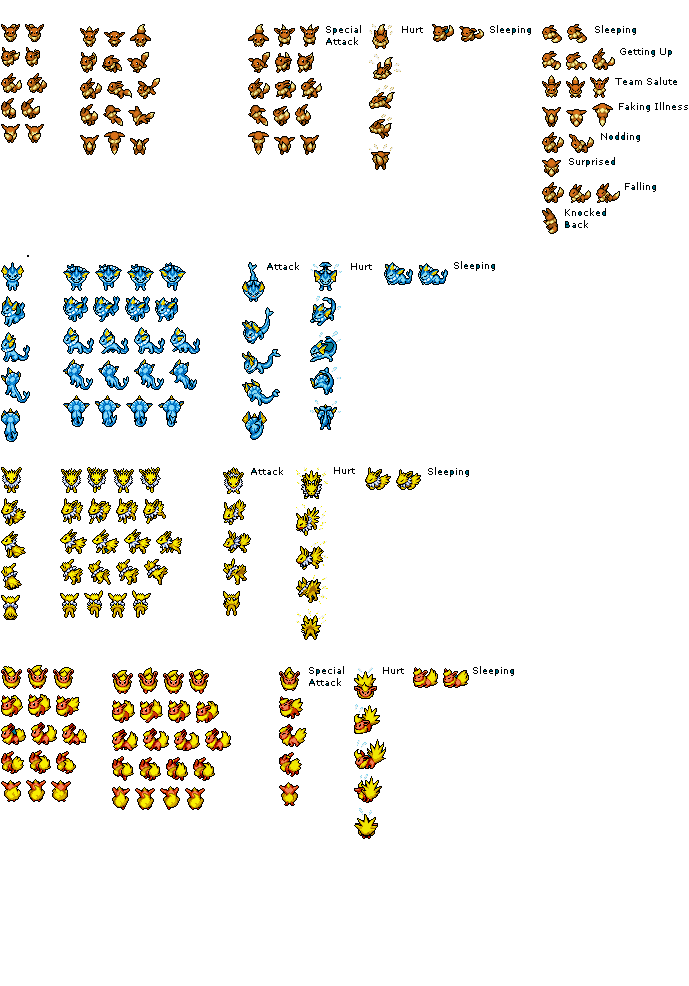 Special
Attack
Hurt
Sleeping
Sleeping
Getting Up
Team Salute
Faking Illness
Nodding
Surprised
Falling
Knocked
Back
Attack
Hurt
Sleeping
Attack
Hurt
Sleeping
Special
Attack
Hurt
Sleeping